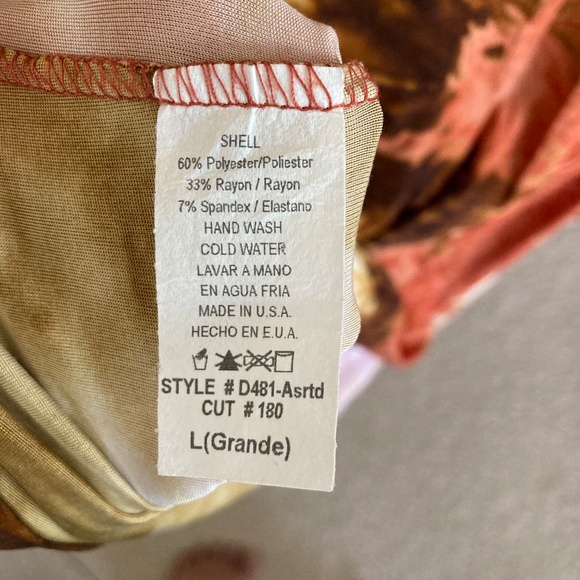 SHELL
60% Polyester/Poliester
33% Rayon / Rayon
7% Spandex / Elastano
HAND WASH
COLD WATER
LAVAR A MANO
EN AGUA FRIA
MADE IN U.S.A.
HECHO EN E.U.A.
STYLE # D481-Asrtd
CUT # 180
L(Grande)